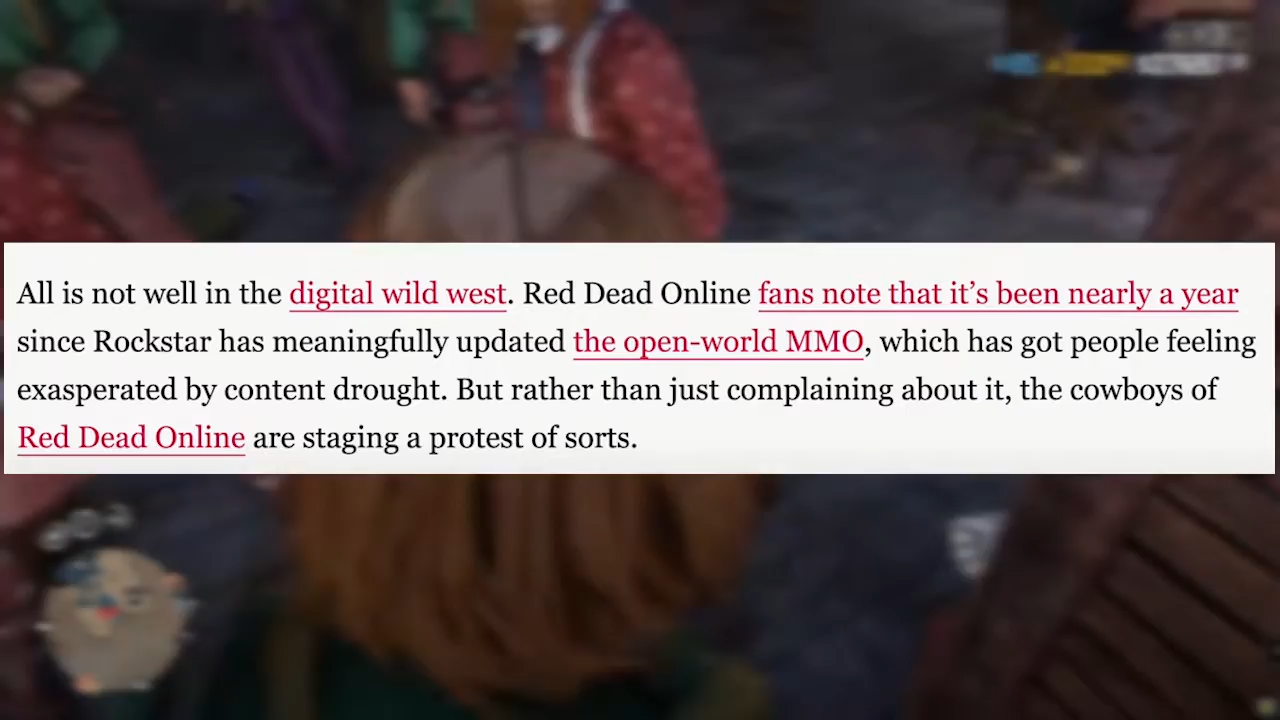 All is not well in the digital wild west. Red Dead Online fans note that it’s been nearly a year
since Rockstar has meaningfully updated the open-world MMO, which has got people feeling
exasperated by content drought. But rather than just complaining about it, the cowboys of
Red Dead Online are staging a protest of sorts.